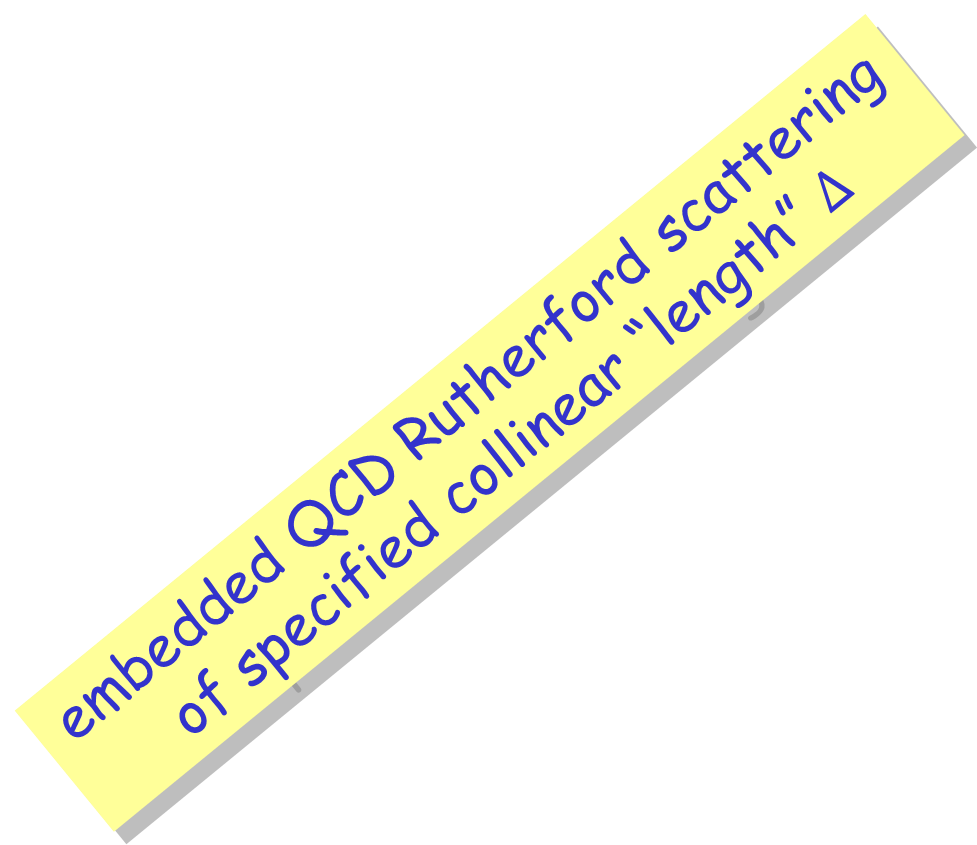 embedded QCD Rutherford scattering
of specified collinear “length” Δ